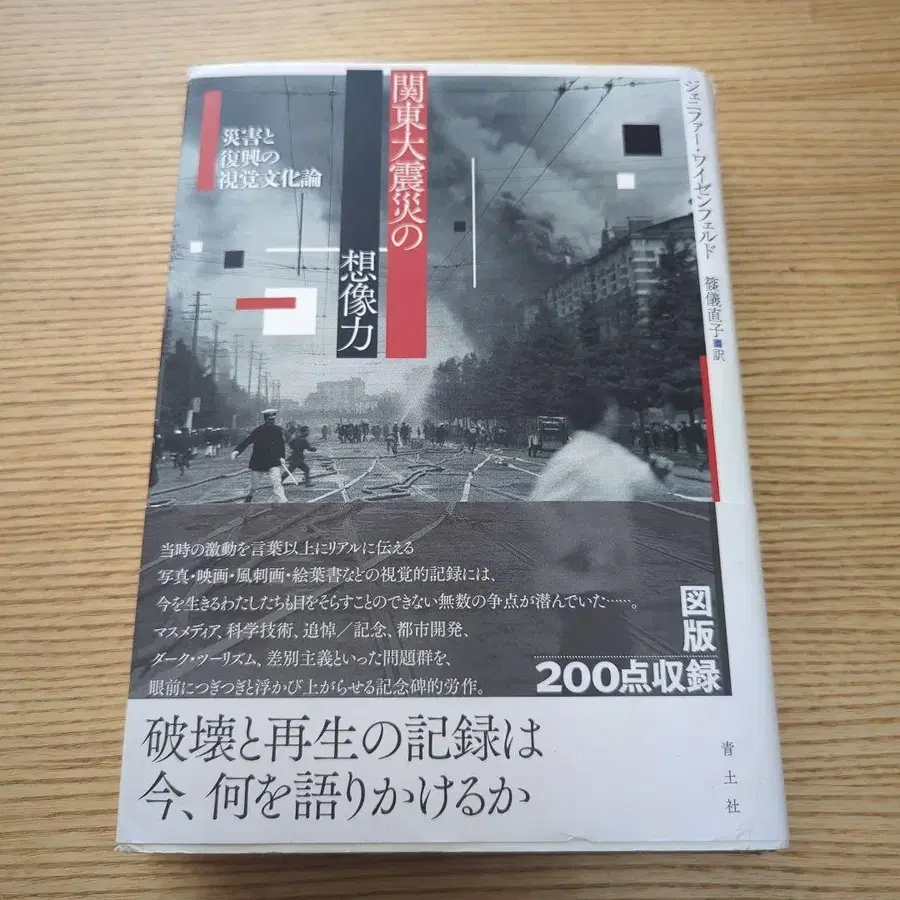 関東大震災の
想像力
災害と
復興の
視覚文化論
ジェニファー・ワイゼンフェルド
篠儀直子■訳
当時の激動を言葉以上にリアルに伝える
写真・映画・風刺画・絵葉書などの視覚的記録には、
今を生きるわたしたちも目をそらすことのできない無数の争点が潜んでいた……。
マスメディア、科学技術、追悼／記念、都市開発、
ダーク・ツーリズム、差別主義といった問題群を、
眼前につぎつぎと浮かび上がらせる記念碑的労作。
図版
200点収録
破壊と再生の記録は
今、何を語りかけるか
青土社